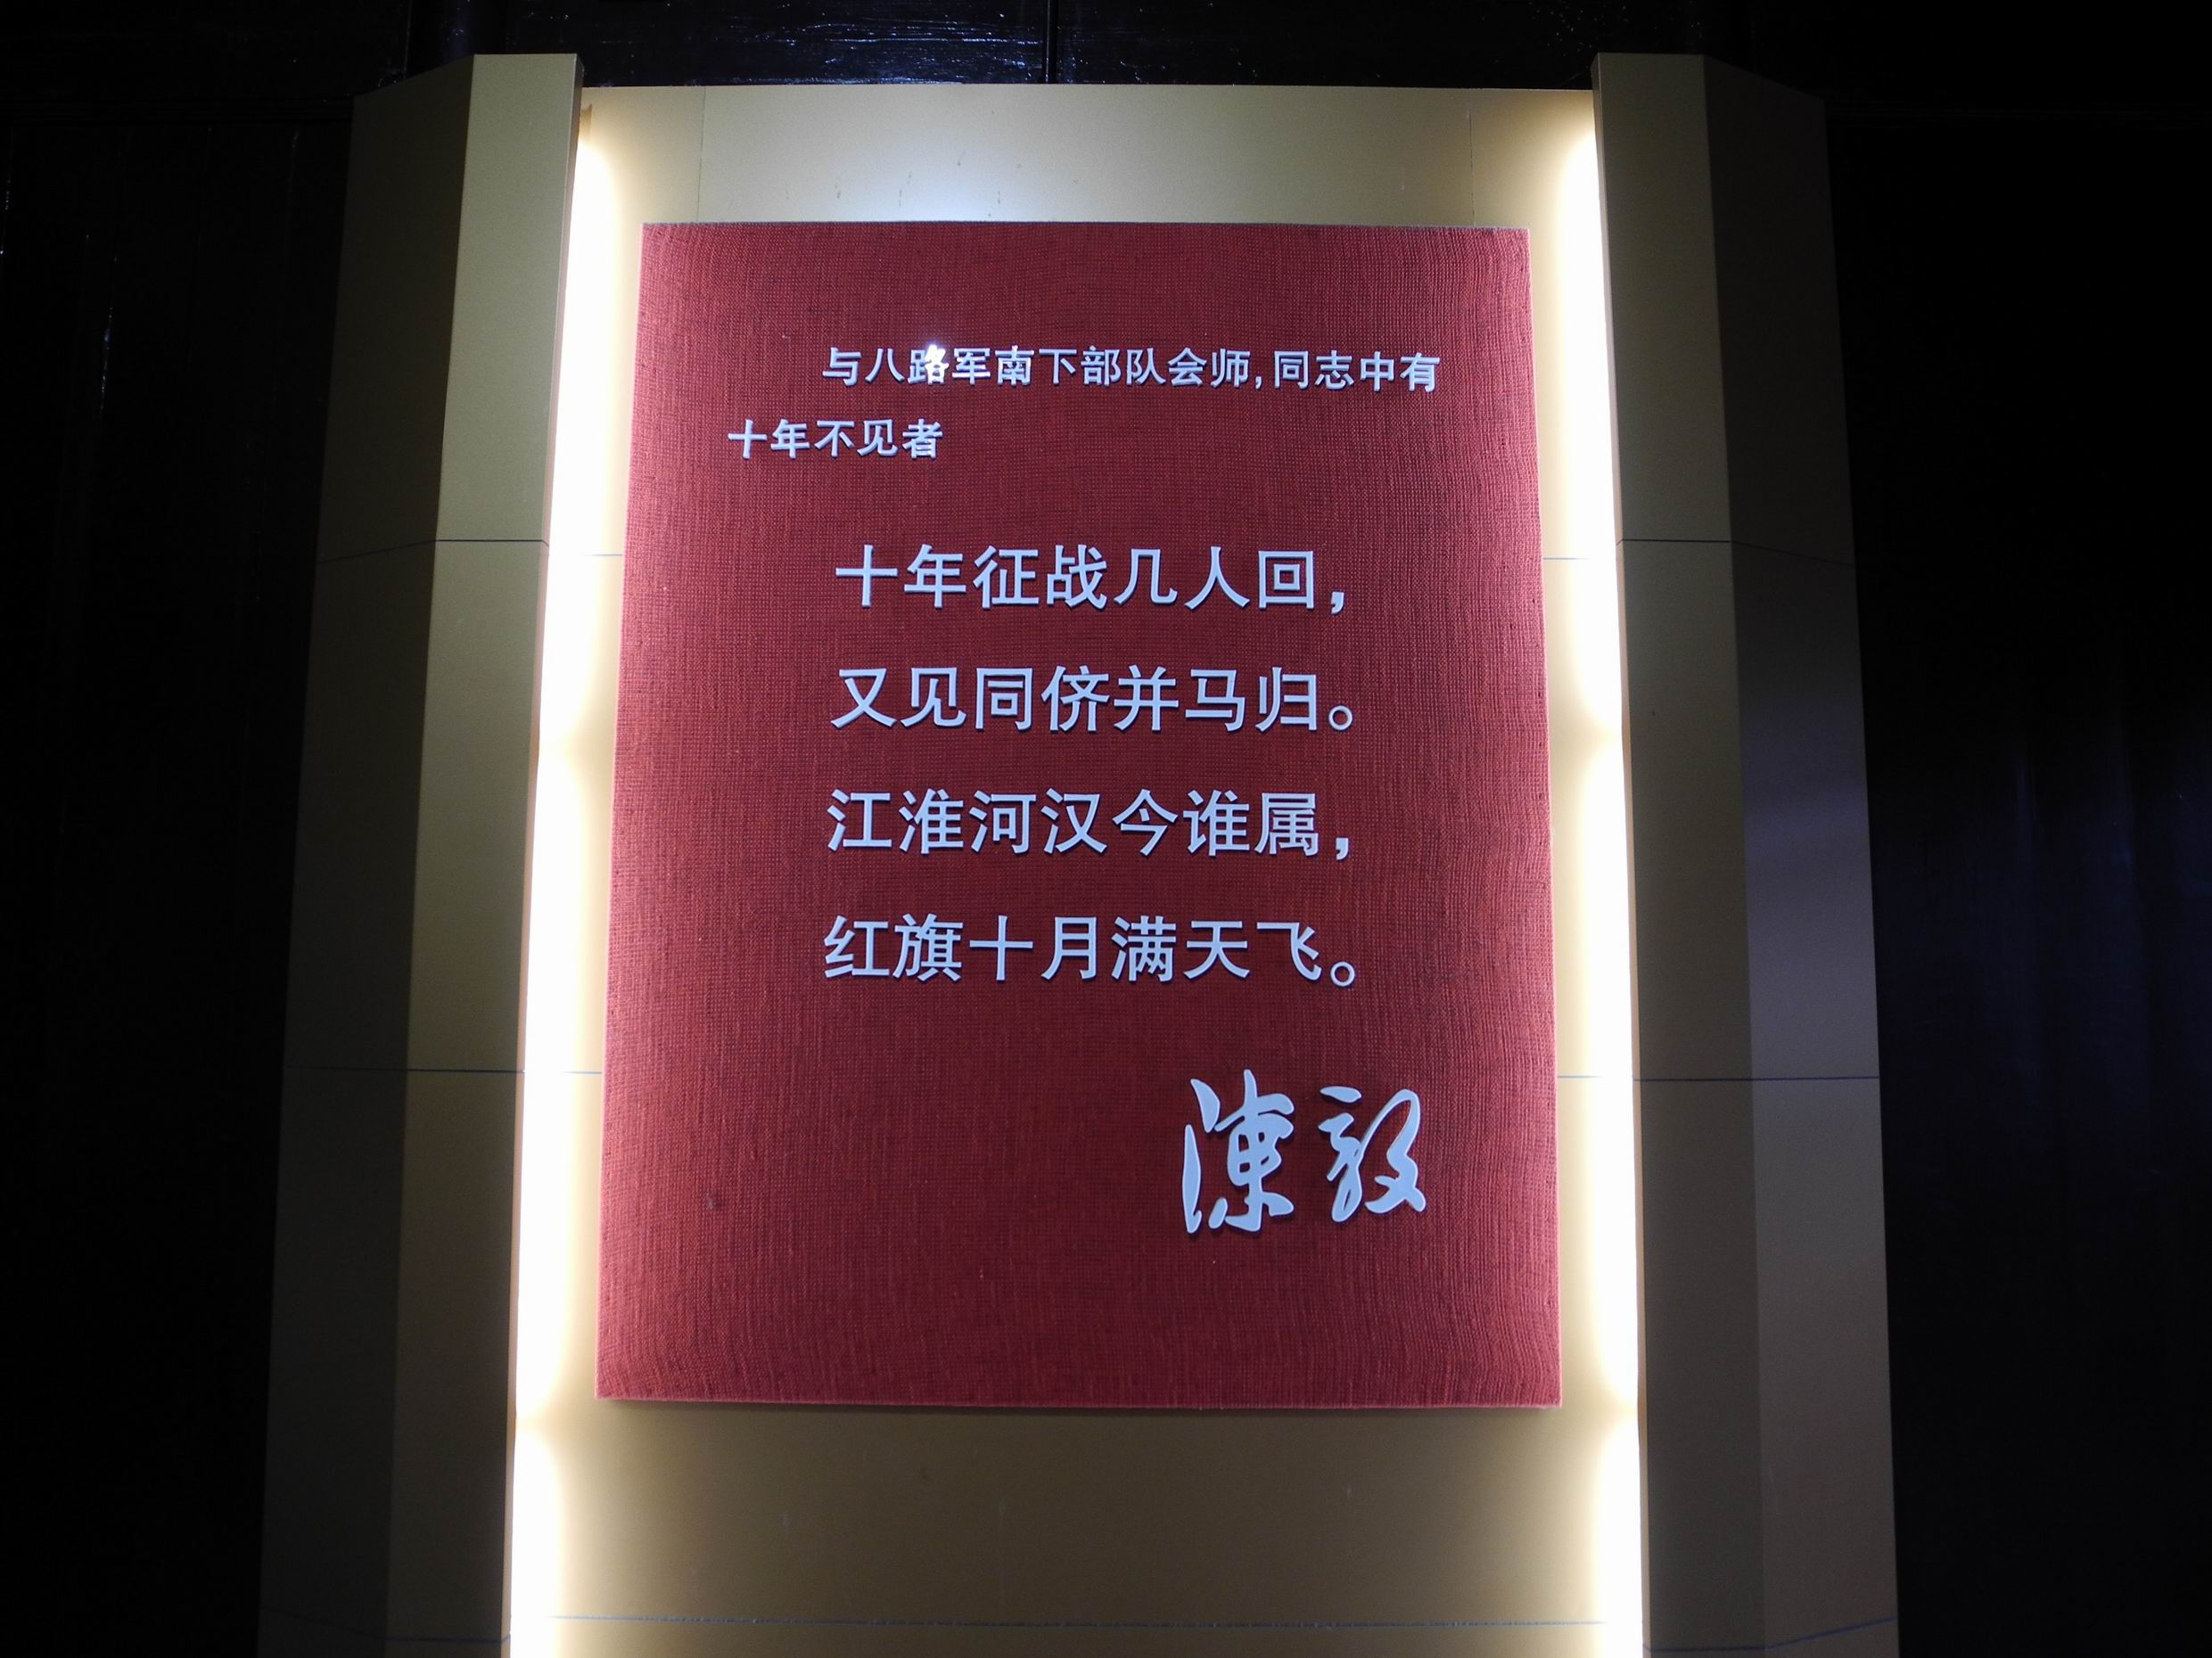 与八路军南下部队会师,同志中有
十年不见者
十年征战几人回，
又见同侪并马归。
江淮河汉今谁属，
红旗十月满天飞。
陳毅